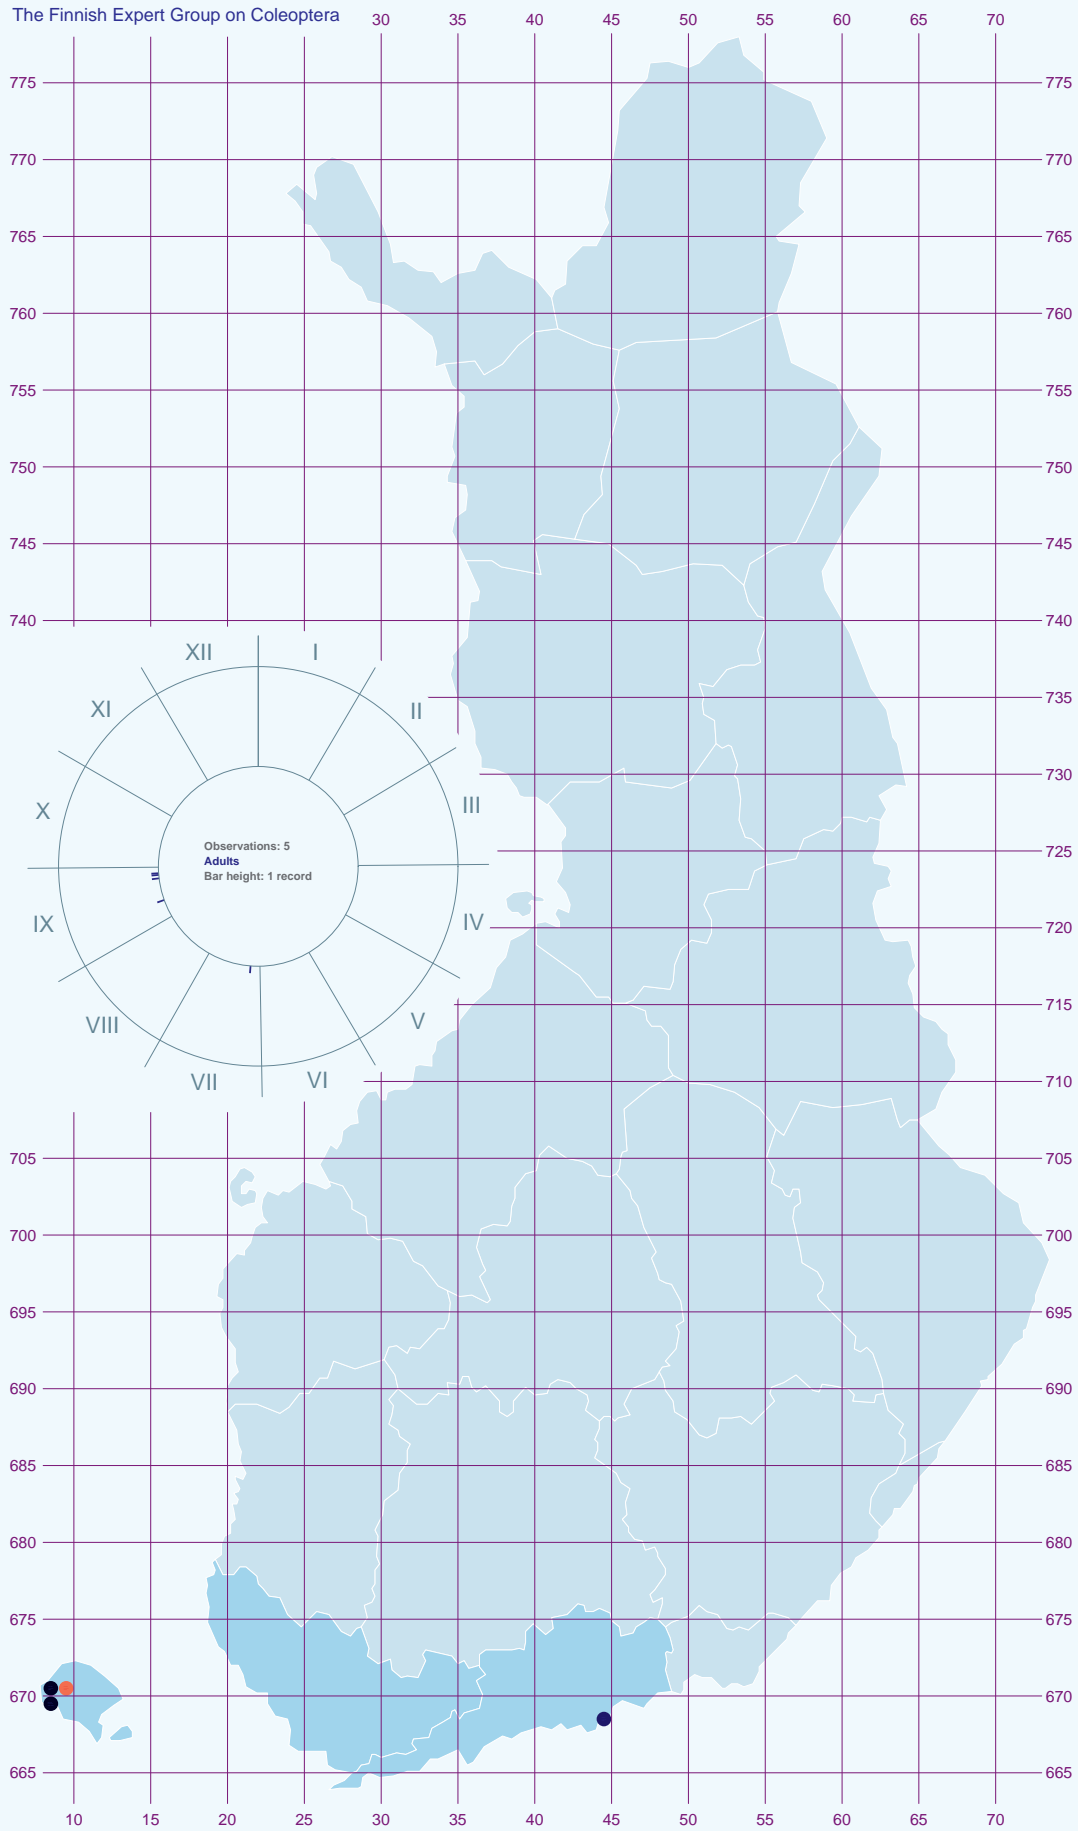 The Finnish Expert Group on Coleoptera
30 35 40 45 50 55 60 65 70
775 775
770 770
765 765
760 760
755 755
750 750
745 745
740 740
XII I
XI II
735
730
X III
725
Observations: 5
Adults
Bar height: 1 record
IX IV
720
715
VIII V
VII VI
710
705 705
700 700
695 695
690 690
685 685
680 680
675 675
670 670
665 665
10 15 20 25 30 35 40 45 50 55 60 65 70